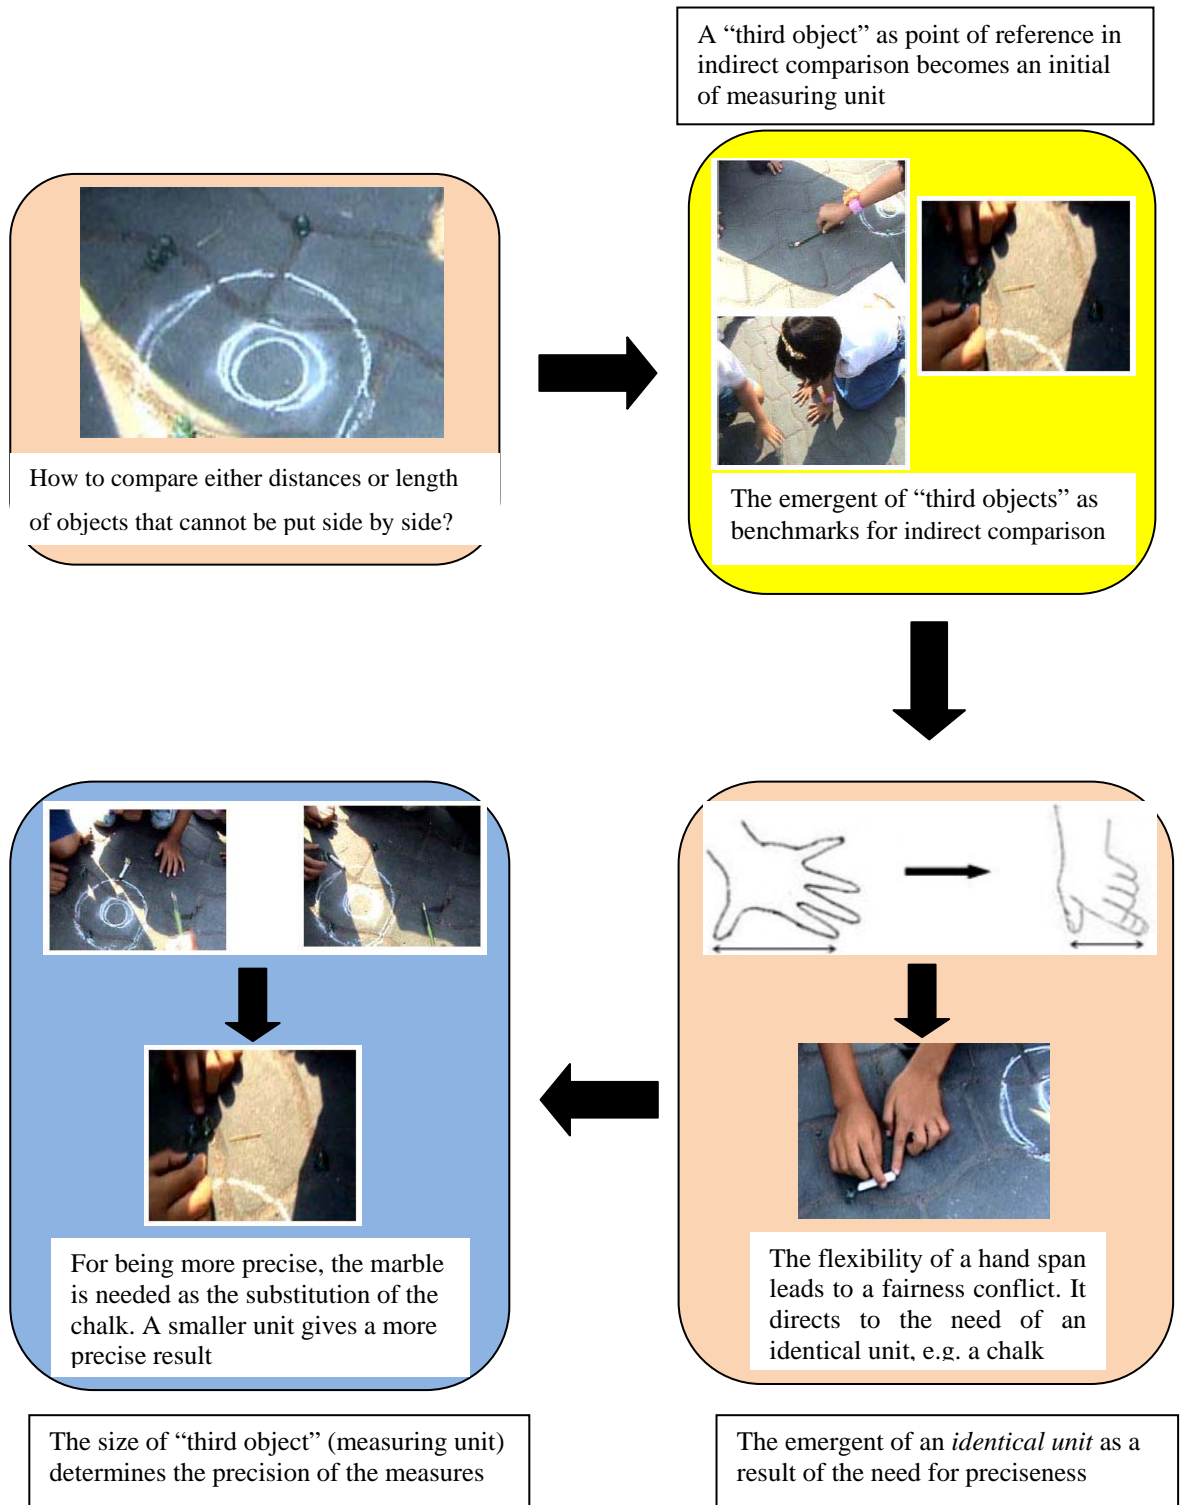 A “third object” as point of reference in
indirect comparison becomes an initial
of measuring unit
How to compare either distances or length
of objects that cannot be put side by side?
The emergent of “third objects” as
benchmarks for indirect comparison
The flexibility of a hand span
leads to a fairness conflict. It
directs to the need of an
identical unit, e.g. a chalk
The emergent of an identical unit as a
result of the need for preciseness
For being more precise, the marble
is needed as the substitution of the
chalk. A smaller unit gives a more
precise result
The size of “third object” (measuring unit)
determines the precision of the measures